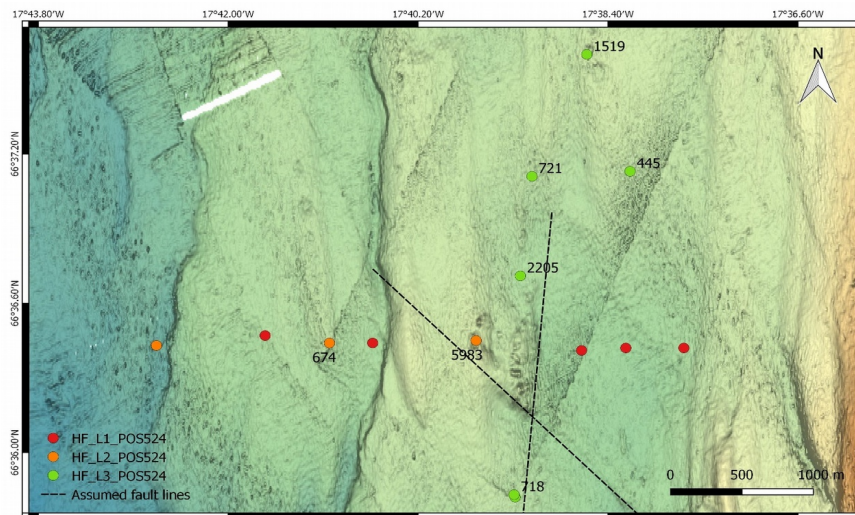 17°43.80'W 17°42.00'W 17°40.20'W 17°38.40'W 17°36.60'W
1519
N
66°37.20'N
721
445
2205
66°36.60'N
674
5983
66°36.00'N
HF_L1_POS524
HF_L2_POS524
HF_L3_POS524
Assumed fault lines
718
0 500 1000 m